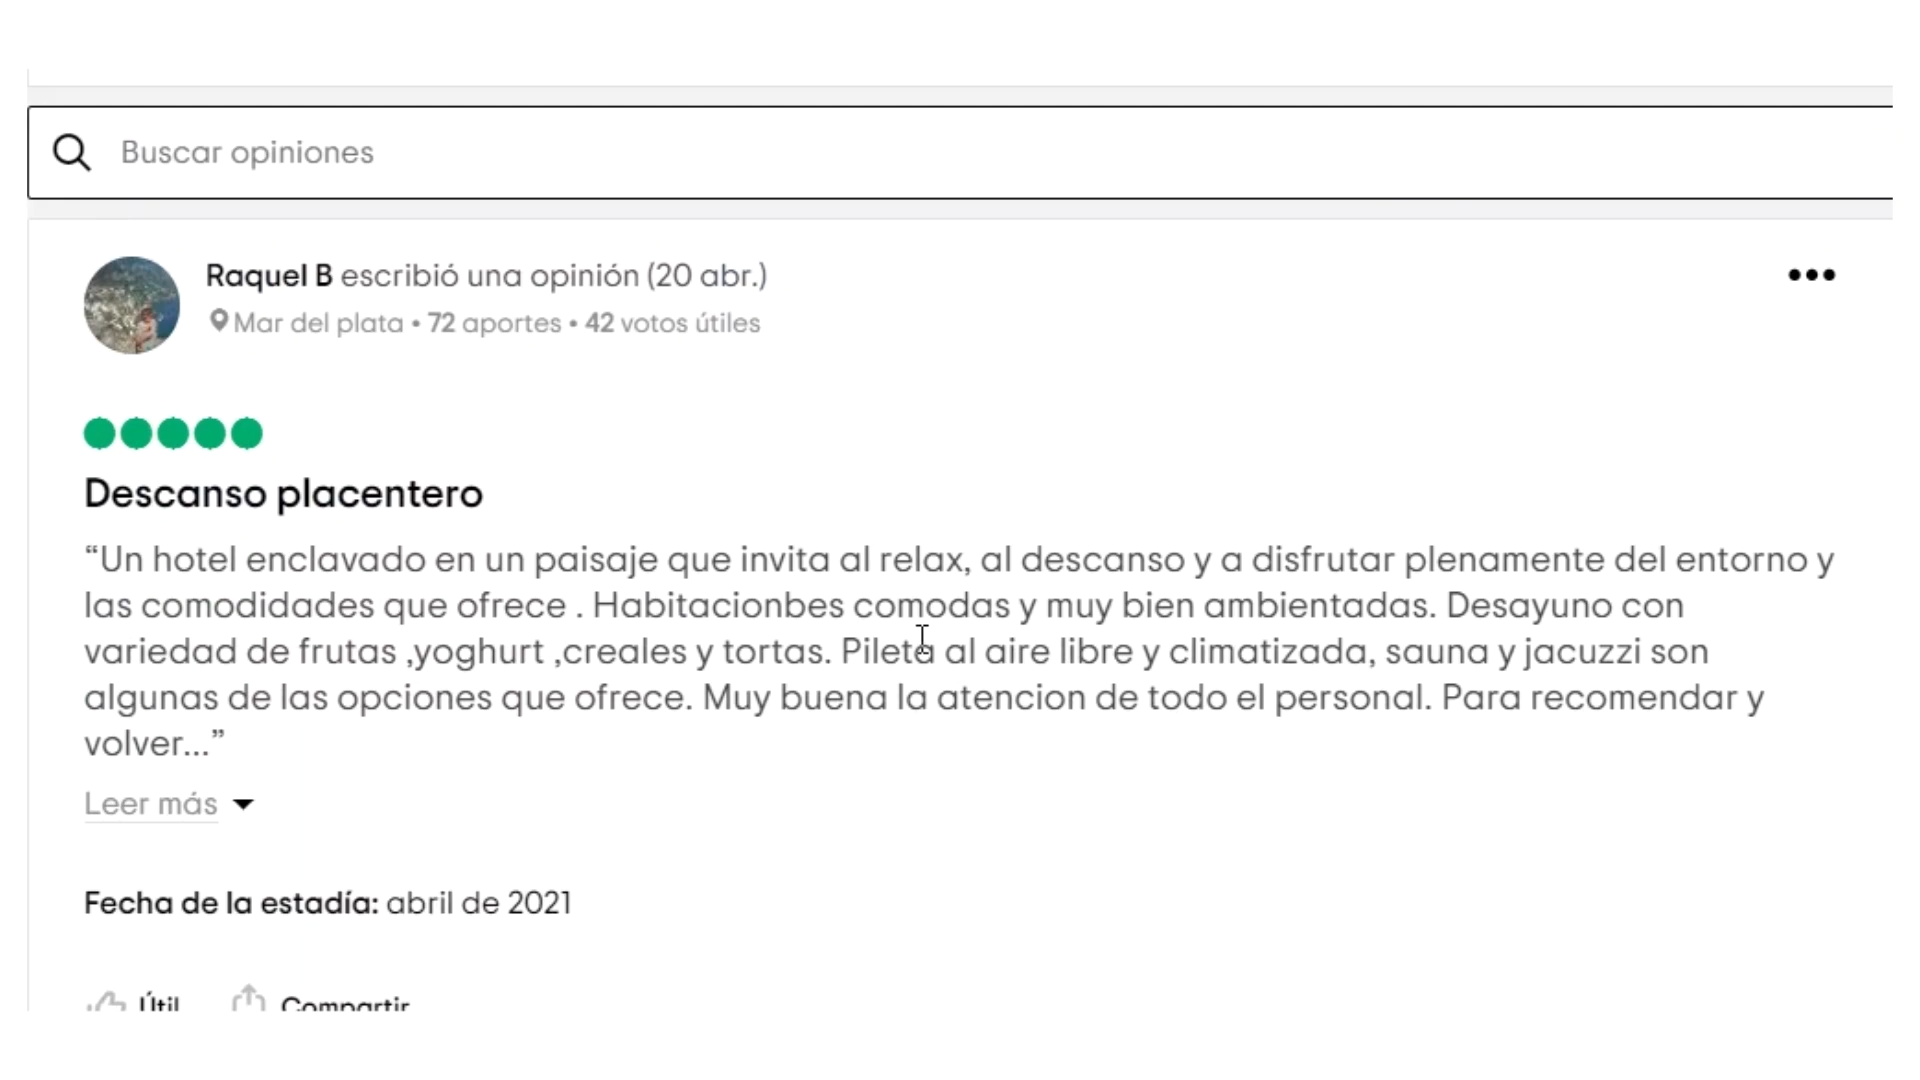 Buscar opiniones
Raquel B escribió una opinión (20 abr.)
Mar del plata • 72 aportes • 42 votos útiles
Descanso placentero
“Un hotel enclavado en un paisaje que invita al relax, al descanso y a disfrutar plenamente del entorno y
las comodidades que ofrece . Habitacionbes comodas y muy bien ambientadas. Desayuno con
variedad de frutas ,yoghurt ,creales y tortas. Pileta al aire libre y climatizada, sauna y jacuzzi son
algunas de las opciones que ofrece. Muy buena la atencion de todo el personal. Para recomendar y
volver...”
Leer más
Fecha de la estadía: abril de 2021
Útil Compartir